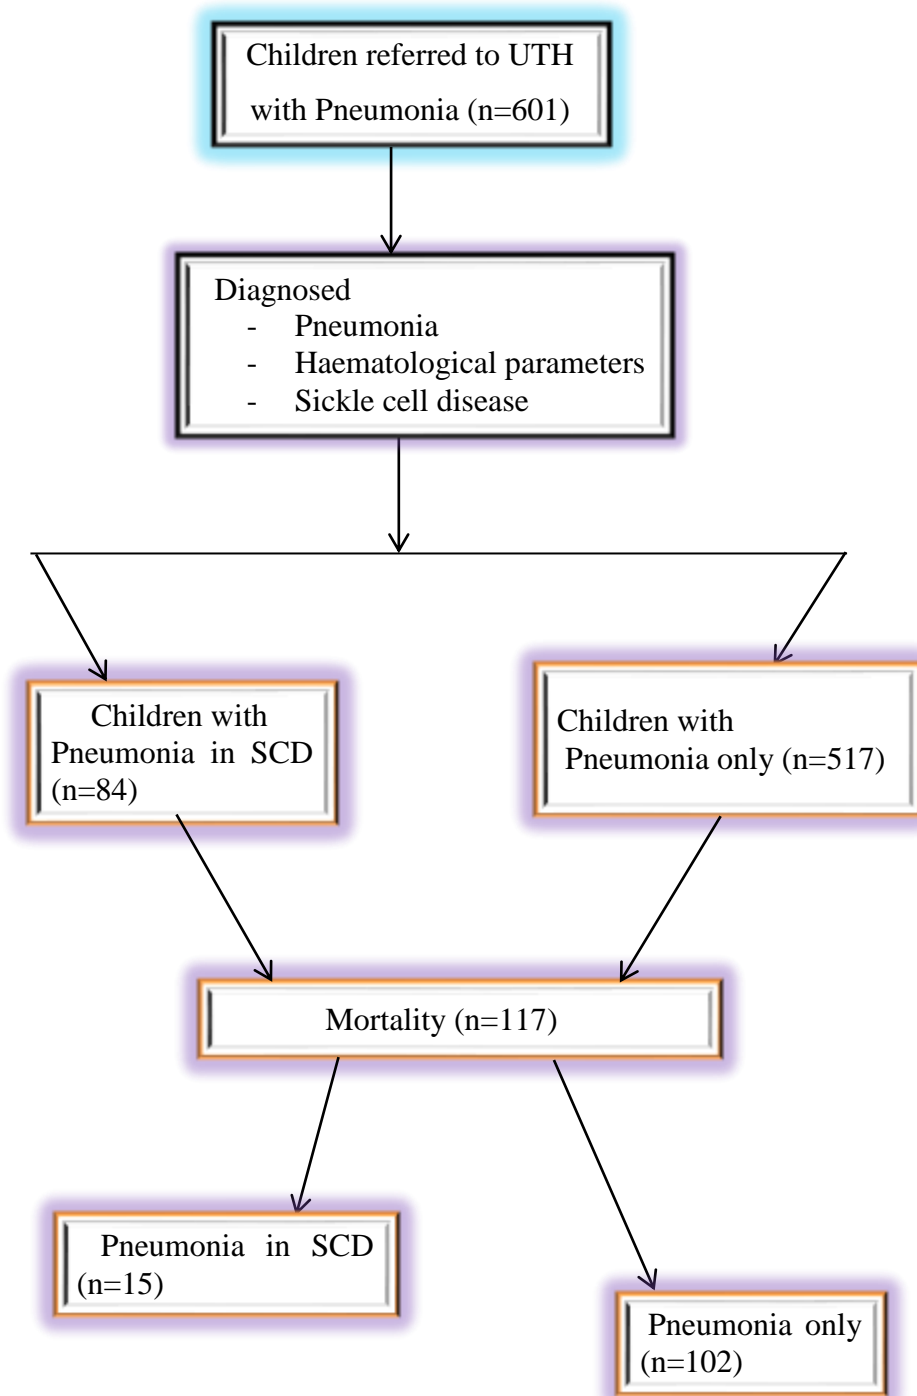 Children referred to UTH
with Pneumonia (n=601)
Diagnosed
- Pneumonia
- Haematological parameters
- Sickle cell disease
Children with
Pneumonia in SCD
(n=84)
Children with
Pneumonia only (n=517)
Mortality (n=117)
Pneumonia in SCD
(n=15)
Pneumonia only
(n=102)